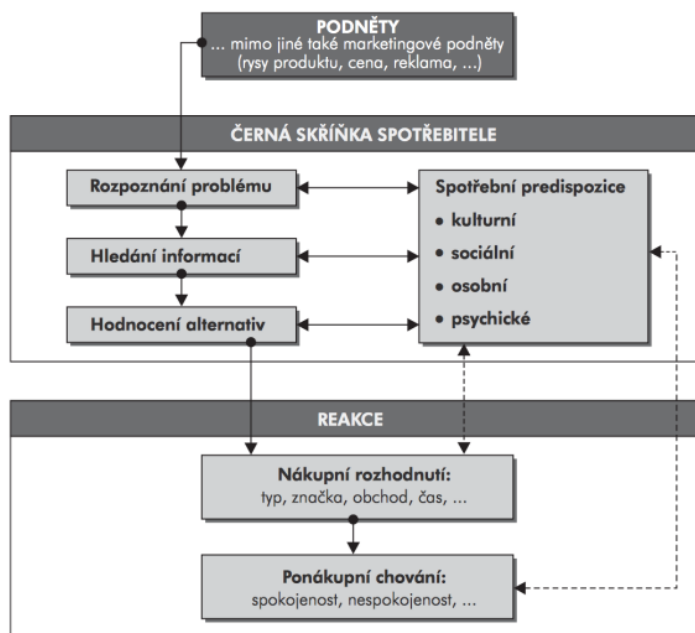 PODNĚTY
... mimo jiné také marketingové podněty
(rysy produktu, cena, reklama, ...)
ČERNÁ SKŘÍŇKA SPOTŘEBITELE
Rozpoznání problému
Hledání informací
Hodnocení alternativ
Spotřební predispozice
• kulturní
• sociální
• osobní
• psychické
REAKCE
Nákupní rozhodnutí:
typ, značka, obchod, čas, ...
Ponákupní chování:
spokojenost, nespokojenost, ...